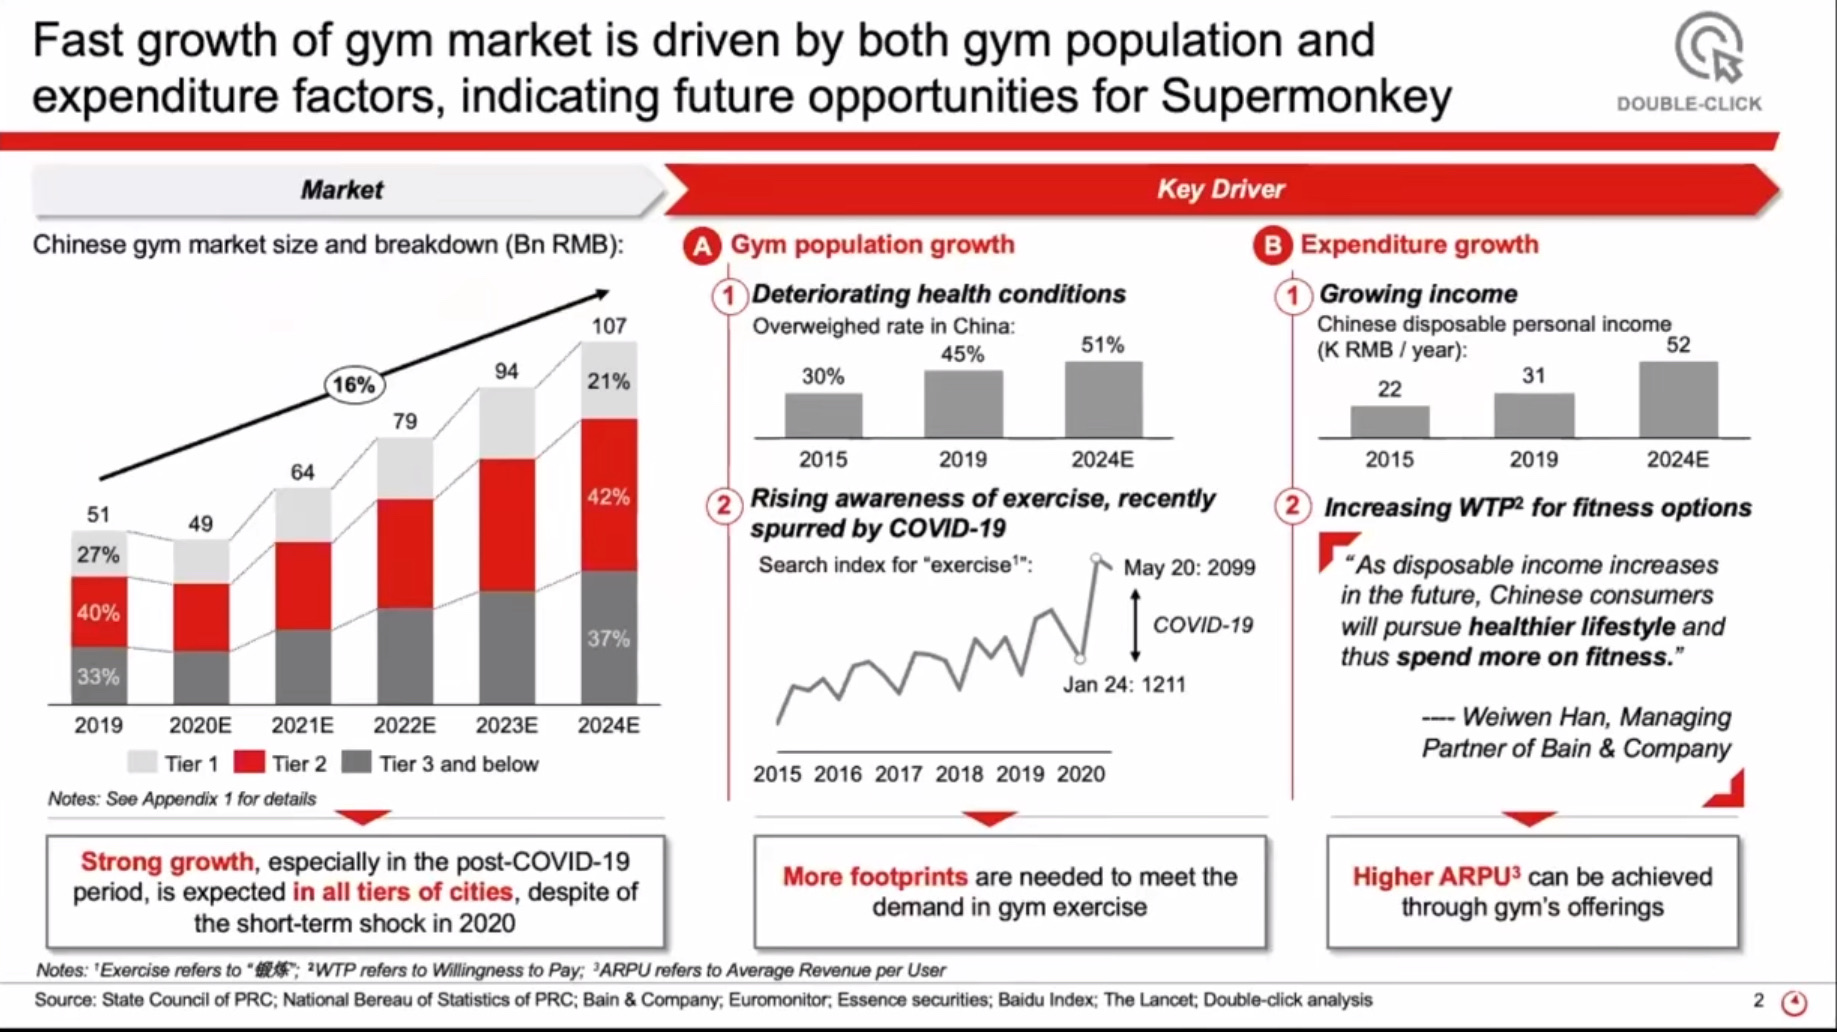 Fast growth of gym market is driven by both gym population and
expenditure factors, indicating future opportunities for Supermonkey
DOUBLE-CLICK
Market
Key Driver
Chinese gym market size and breakdown (Bn RMB):
16%
51
49
64
79
94
107
27%
40%
33%
21%
42%
37%
2019 2020E 2021E 2022E 2023E 2024E
Tier 1 Tier 2 Tier 3 and below
Notes: See Appendix 1 for details
Strong growth, especially in the post-COVID-19
period, is expected in all tiers of cities, despite of
the short-term shock in 2020
A Gym population growth
1 Deteriorating health conditions
Overweighed rate in China:
30% 45% 51%
2015 2019 2024E
2 Rising awareness of exercise, recently
spurred by COVID-19
Search index for “exercise¹”:
May 20: 2099
COVID-19
Jan 24: 1211
2015 2016 2017 2018 2019 2020
More footprints are needed to meet the
demand in gym exercise
B Expenditure growth
1 Growing income
Chinese disposable personal income
(K RMB / year):
22 31 52
2015 2019 2024E
2 Increasing WTP² for fitness options
“As disposable income increases
in the future, Chinese consumers
will pursue healthier lifestyle and
thus spend more on fitness.”
---- Weiwen Han, Managing
Partner of Bain & Company
Higher ARPU³ can be achieved
through gym’s offerings
Notes: ¹Exercise refers to “锻炼”; ²WTP refers to Willingness to Pay; ³ARPU refers to Average Revenue per User
Source: State Council of PRC; National Bereau of Statistics of PRC; Bain & Company; Euromonitor; Essence securities; Baidu Index; The Lancet; Double-click analysis
2